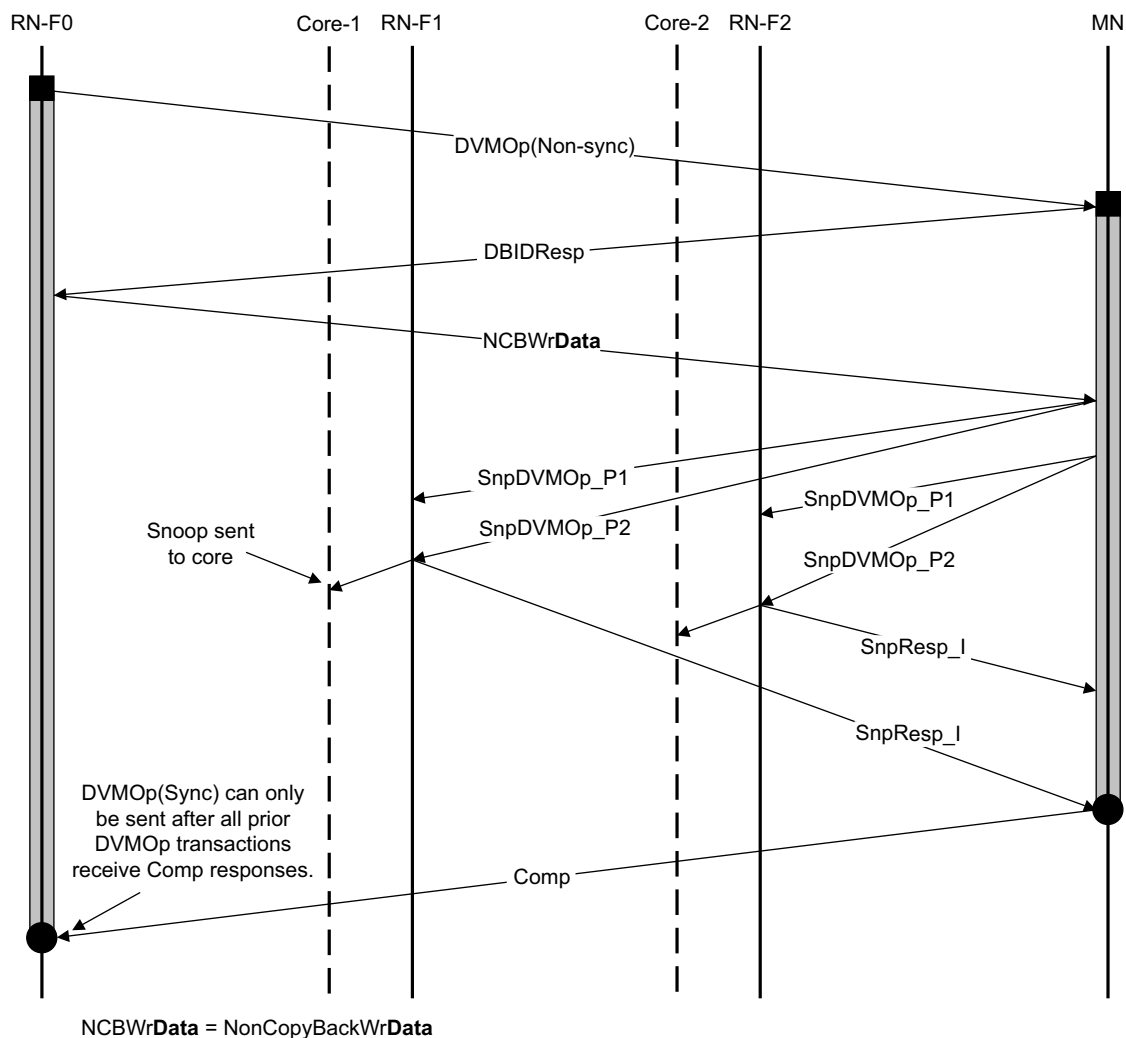 RN-F0
Core-1
RN-F1
Core-2
RN-F2
MN
DVMOp(Non-sync)
DBIDResp
NCBWrData
SnpDVMOp_P1
SnpDVMOp_P1
Snoop sent
to core
SnpDVMOp_P2
SnpDVMOp_P2
SnpResp_I
SnpResp_I
DVMOp(Sync) can only
be sent after all prior
DVMOp transactions
receive Comp responses.
Comp
NCBWrData = NonCopyBackWrData